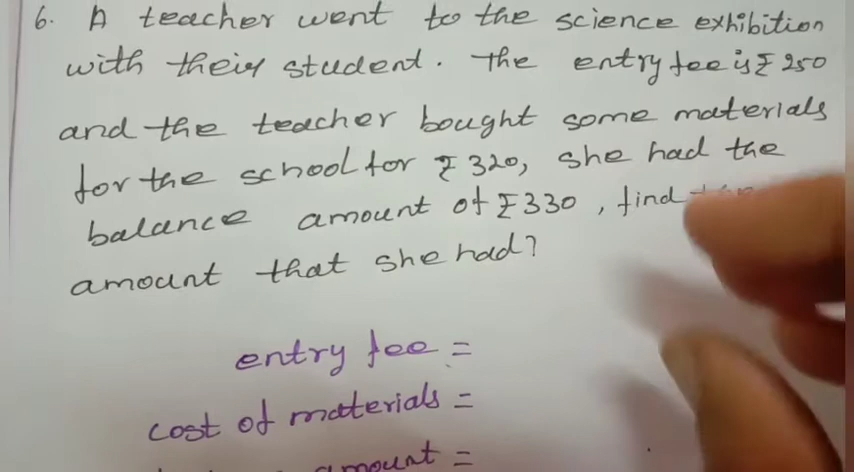 6. A teacher went to the science exhibition
with their student. The entry fee is ₹ 250
and the teacher bought some materials
for the school for ₹ 320, she had the
balance amount of ₹ 330, find
amount that she had?
entry fee =
cost of materials =
amount =